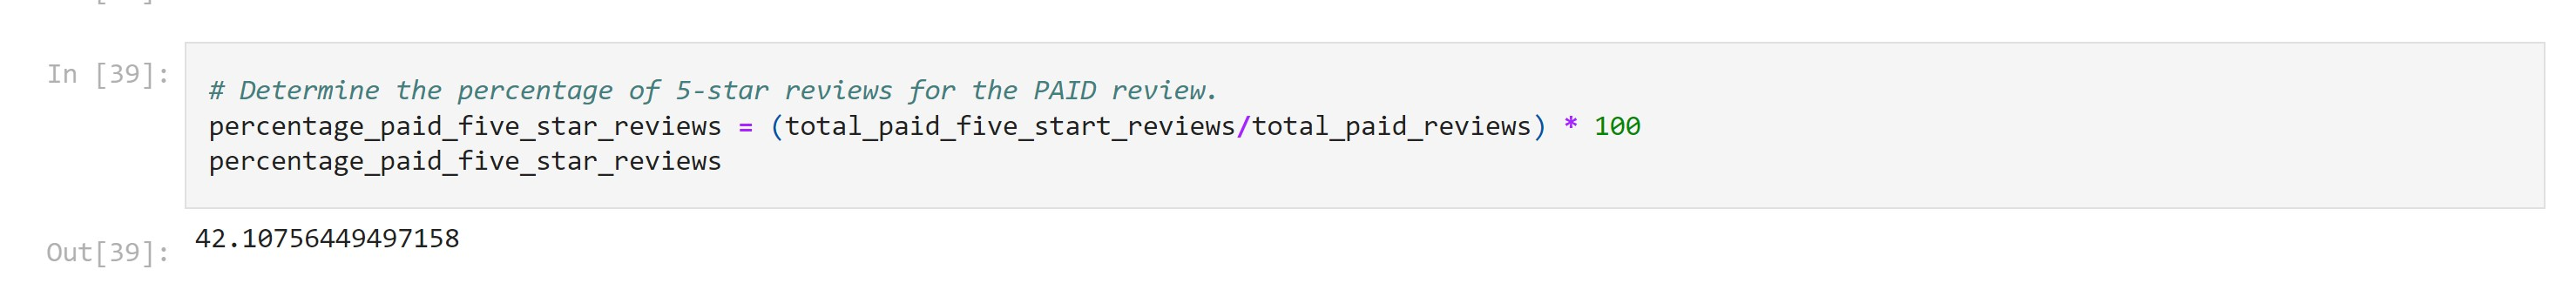 In [39]:
# Determine the percentage of 5-star reviews for the PAID review.
percentage_paid_five_star_reviews = (total_paid_five_start_reviews/total_paid_reviews) * 100
percentage_paid_five_star_reviews
Out[39]:
42.10756449497158